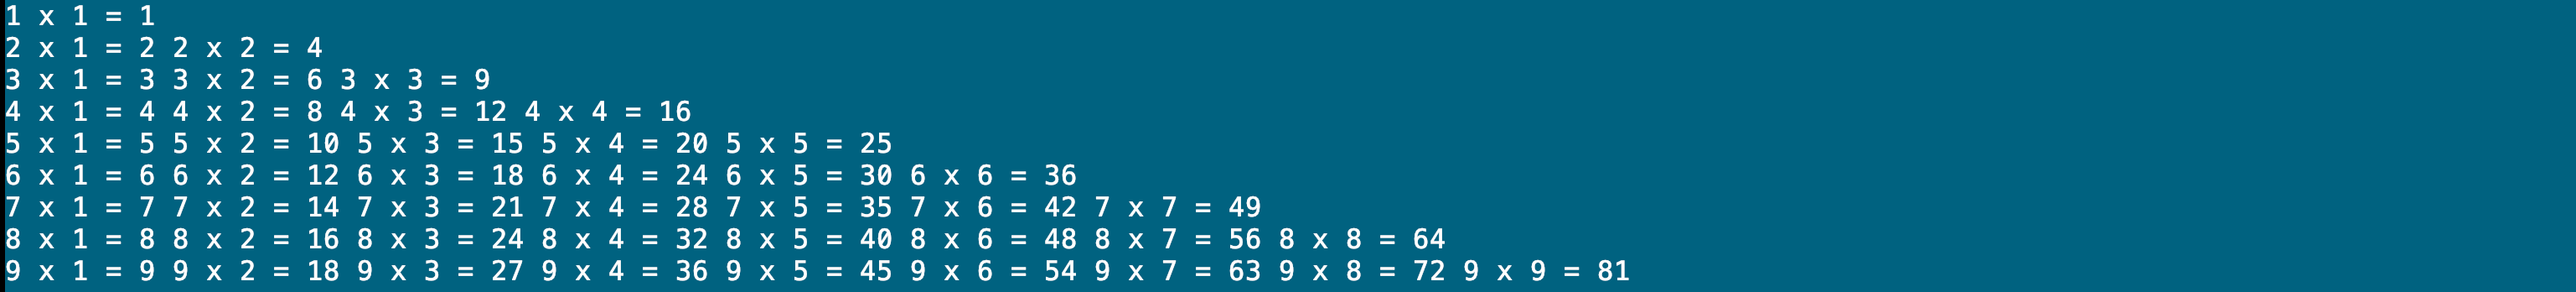 1 x 1 = 1
2 x 1 = 2 2 x 2 = 4
3 x 1 = 3 3 x 2 = 6 3 x 3 = 9
4 x 1 = 4 4 x 2 = 8 4 x 3 = 12 4 x 4 = 16
5 x 1 = 5 5 x 2 = 10 5 x 3 = 15 5 x 4 = 20 5 x 5 = 25
6 x 1 = 6 6 x 2 = 12 6 x 3 = 18 6 x 4 = 24 6 x 5 = 30 6 x 6 = 36
7 x 1 = 7 7 x 2 = 14 7 x 3 = 21 7 x 4 = 28 7 x 5 = 35 7 x 6 = 42 7 x 7 = 49
8 x 1 = 8 8 x 2 = 16 8 x 3 = 24 8 x 4 = 32 8 x 5 = 40 8 x 6 = 48 8 x 7 = 56 8 x 8 = 64
9 x 1 = 9 9 x 2 = 18 9 x 3 = 27 9 x 4 = 36 9 x 5 = 45 9 x 6 = 54 9 x 7 = 63 9 x 8 = 72 9 x 9 = 81